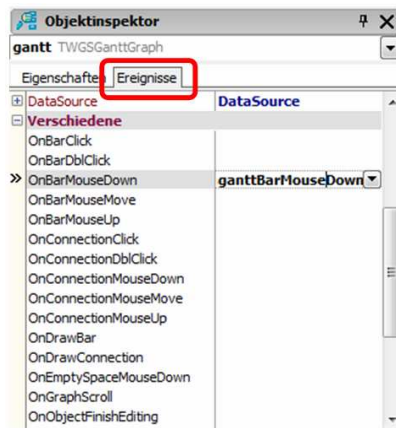 Objektinspektor
gantt TWGSGanttGraph
Eigenschaften Ereignisse
DataSource DataSource
Verschiedene
OnBarClick
OnBarDblClick
OnBarMouseDown ganttBarMouseDown
OnBarMouseMove
OnBarMouseUp
OnConnectionClick
OnConnectionDblClick
OnConnectionMouseDown
OnConnectionMouseMove
OnConnectionMouseUp
OnDrawBar
OnDrawConnection
OnEmptySpaceMouseDown
OnGraphScroll
OnObjectFinishEditing